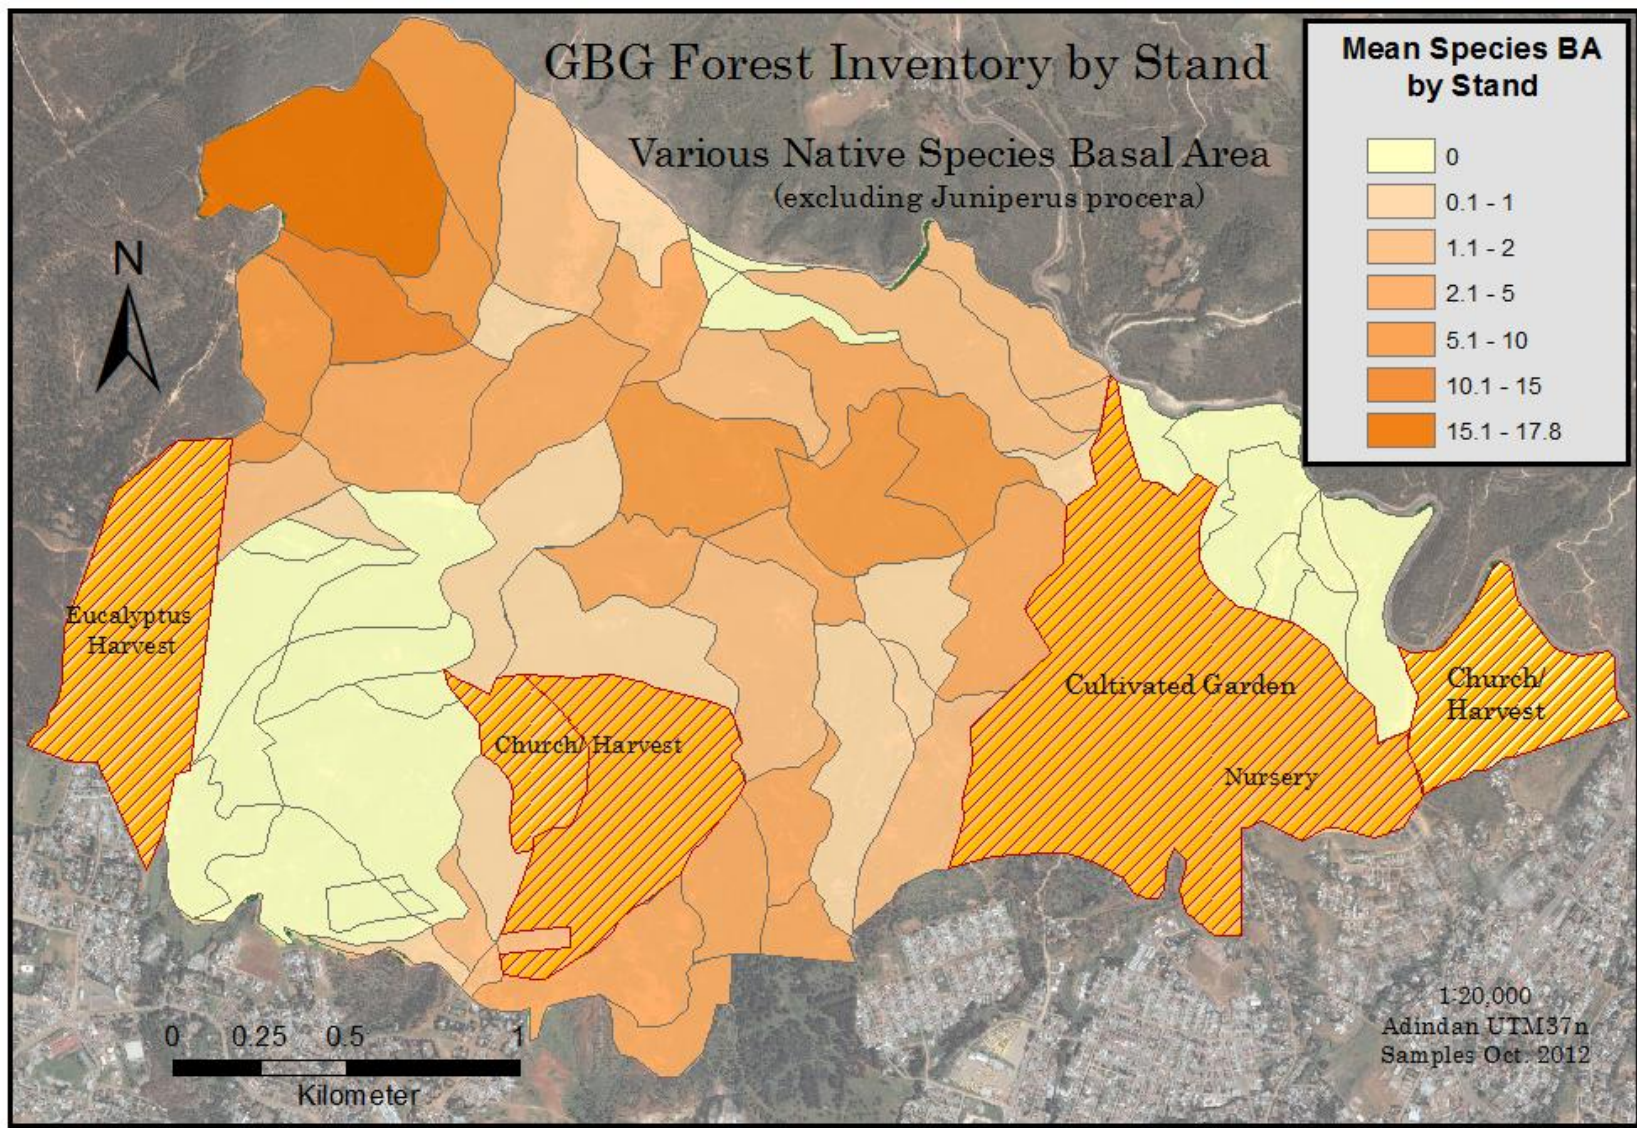 GBG Forest Inventory by Stand
Various Native Species Basal Area
(excluding Juniperus procera)
Mean Species BA
by Stand
0
0.1 - 1
1.1 - 2
2.1 - 5
5.1 - 10
10.1 - 15
15.1 - 17.8
N
Eucalyptus
Harvest
Church/ Harvest
Cultivated Garden
Nursery
Church/
Harvest
0 0.25 0.5 1
Kilometer
1:20,000
Adindan UTM37n
Samples Oct. 2012